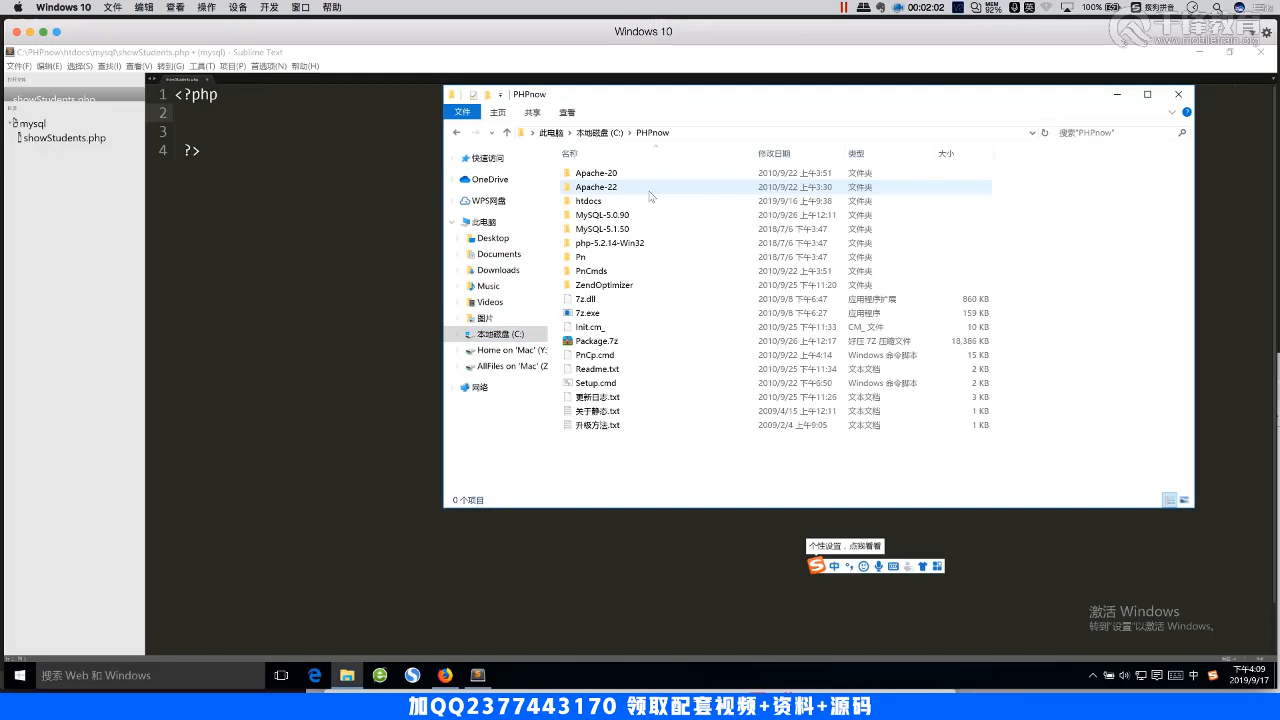 Windows 10 文件 编辑 查看 操作 设备 开发 窗口 帮助 00:02:02 100% 搜狗拼音
Windows 10
千锋教育
www.mobiletrain.org
C:\PHPnow\htdocs\mysql\showStudents.php • (mysql) - Sublime Text
文件(F) 编辑(E) 选择(S) 查找(I) 查看(V) 转到(G) 工具(T) 项目(P) 首选项(N) 帮助(H)
showStudents.php
showStudents.php
mysql
showStudents.php
1 <?php
2
3
4 ?>
PHPnow
文件 主页 共享 查看
此电脑 本地磁盘 (C:) PHPnow 搜索"PHPnow"
快速访问
OneDrive
WPS网盘
此电脑
Desktop
Documents
Downloads
Music
Videos
图片
本地磁盘 (C:)
Home on 'Mac' (Y:
AllFiles on 'Mac' (Z
网络
名称 修改日期 类型 大小
Apache-20 2010/9/22 上午3:51 文件夹
Apache-22 2010/9/22 上午3:30 文件夹
htdocs 2019/9/16 上午9:38 文件夹
MySQL-5.0.90 2010/9/26 上午12:11 文件夹
MySQL-5.1.50 2018/7/6 下午3:47 文件夹
php-5.2.14-Win32 2018/7/6 下午3:47 文件夹
Pn 2018/7/6 下午3:47 文件夹
PnCmds 2010/9/22 上午3:51 文件夹
ZendOptimizer 2010/9/25 下午11:20 文件夹
7z.dll 2010/9/8 下午6:47 应用程序扩展 860 KB
7z.exe 2010/9/8 下午6:27 应用程序 159 KB
Init.cm_ 2010/9/25 下午11:33 CM_ 文件 10 KB
Package.7z 2010/9/26 上午12:17 好压 7Z 压缩文件 18,386 KB
PnCp.cmd 2010/9/22 上午4:14 Windows 命令脚本 15 KB
Readme.txt 2010/9/25 下午11:34 文本文档 2 KB
Setup.cmd 2010/9/22 下午6:50 Windows 命令脚本 2 KB
更新日志.txt 2010/9/25 下午11:26 文本文档 3 KB
关于静态.txt 2009/4/15 上午12:11 文本文档 1 KB
升级方法.txt 2009/2/4 上午9:05 文本文档 1 KB
0 个项目
个性设置，点我看看
中
激活 Windows
转到"设置"以激活 Windows。
搜索 Web 和 Windows
中
下午4:09
2019/9/17
加QQ2377443170 领取配套视频+资料+源码